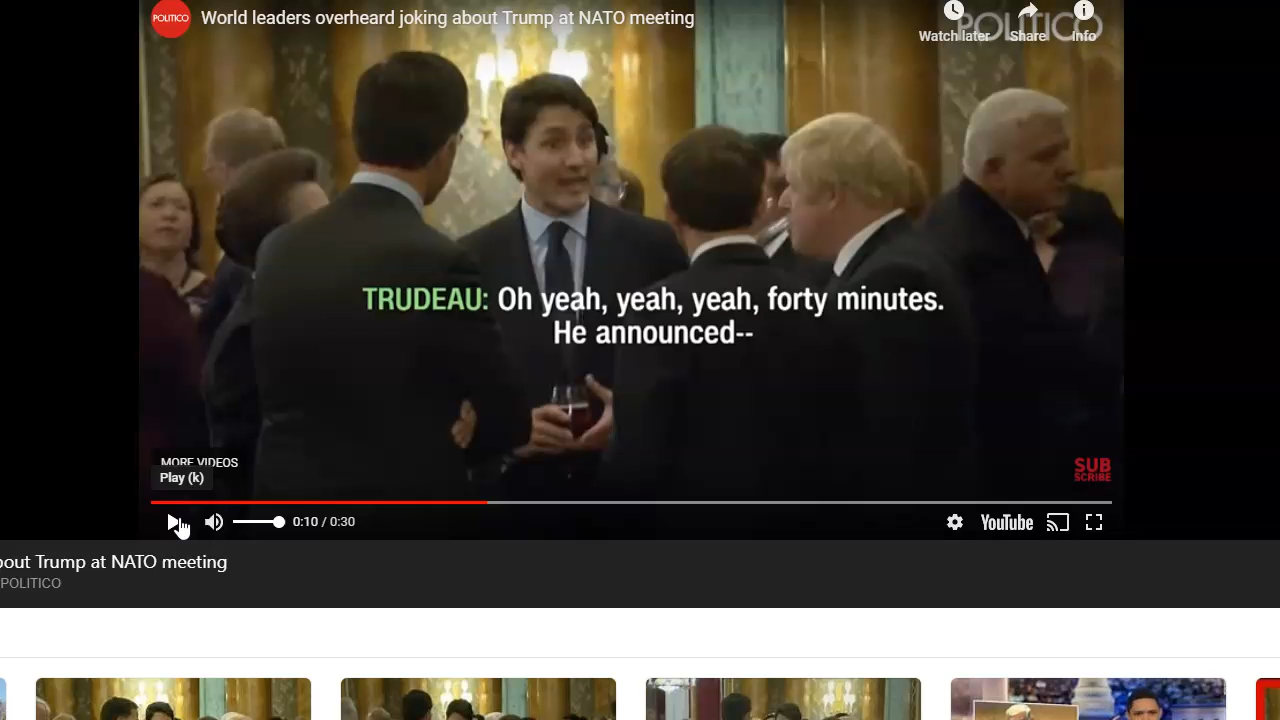 POLITICO
World leaders overheard joking about Trump at NATO meeting
POLITICO
Watch later
Share
Info
TRUDEAU: Oh yeah, yeah, yeah, forty minutes.
He announced--
MORE VIDEOS
Play (k)
SUB
SCRIBE
0:10 / 0:30
YouTube
out Trump at NATO meeting
POLITICO